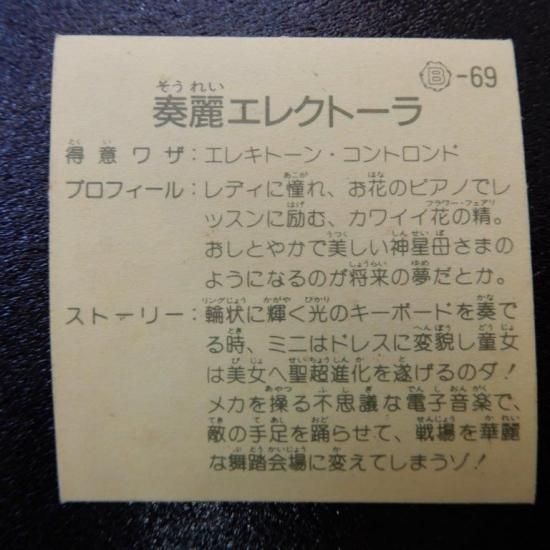 B-69
奏麗エレクトーラ
得意ワザ:エレキトーン・コントロンド
プロフィール:レディに憧れ、お花のピアノでレ
ッスンに励む、カワイイ花の精。
おしとやかで美しい神星母さまの
ようになるのが将来の夢だとか。
ストーリー:輪状に輝く光のキーボードを奏で
る時、ミニはドレスに変貌し童女
は美女へ聖超進化を遂げるのダ!
メカを操る不思議な電子音楽で、
敵の手足を踊らせて、戦場を華麗
な舞踏会場に変えてしまうゾ!